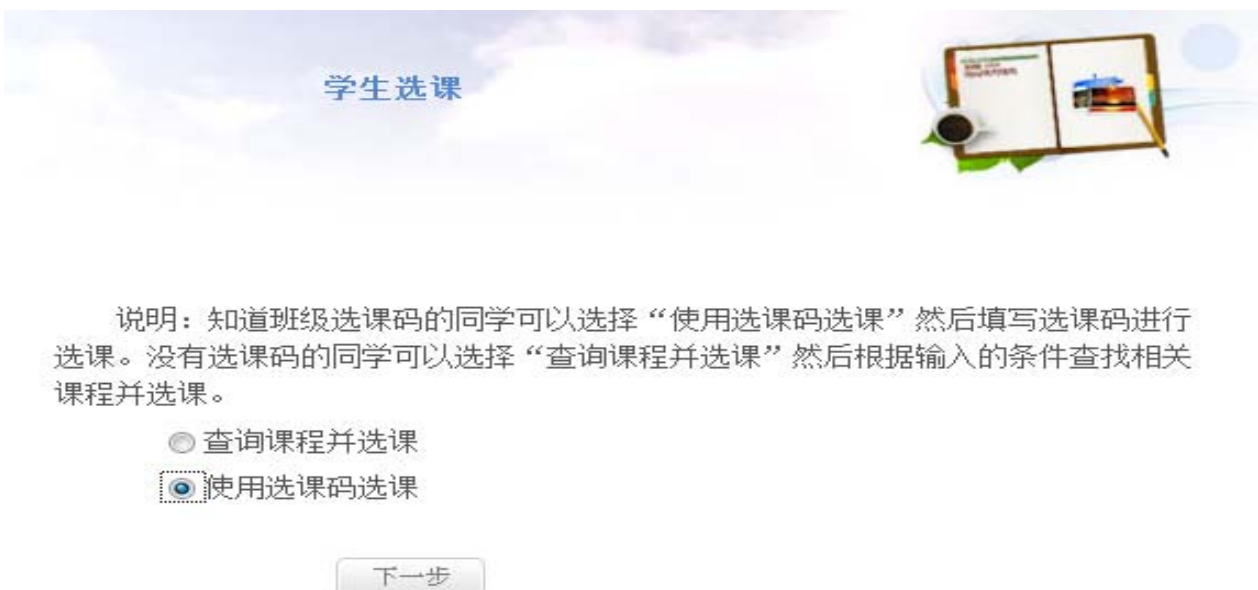 学生选课
说明：知道班级选课码的同学可以选择“使用选课码选课”然后填写选课码进行
选课。没有选课码的同学可以选择“查询课程并选课”然后根据输入的条件查找相关
课程并选课。
查询课程并选课
使用选课码选课
下一步